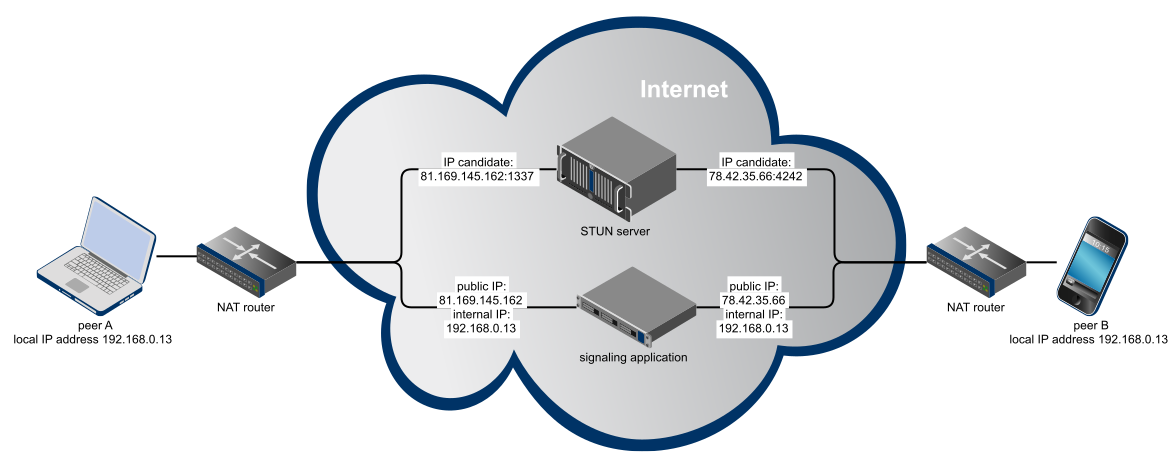 Internet
IP candidate:
81.169.145.162:1337
IP candidate:
78.42.35.66:4242
STUN server
10:15
NAT router
NAT router
public IP:
81.169.145.162
internal IP:
192.168.0.13
public IP:
78.42.35.66
internal IP:
192.168.0.13
peer A
local IP address 192.168.0.13
peer B
local IP address 192.168.0.13
signaling application